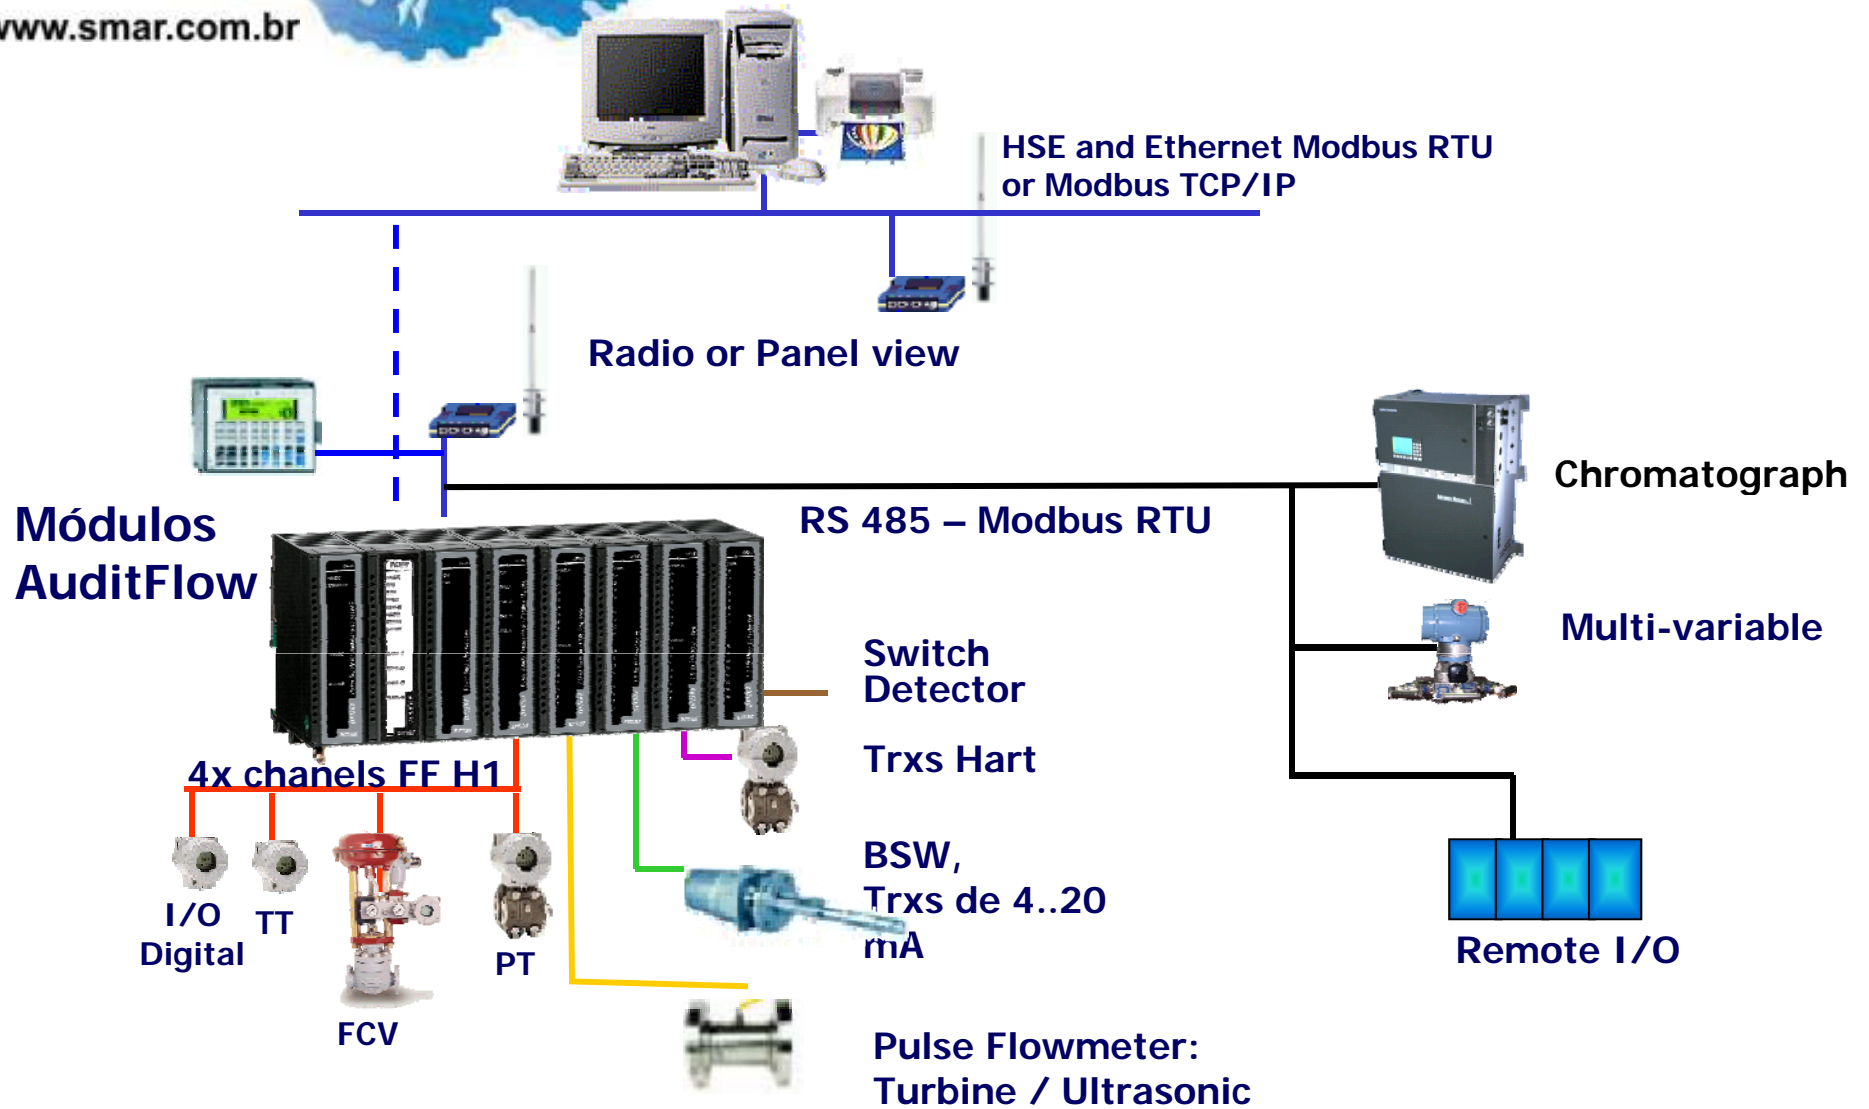 www.smar.com.br
HSE and Ethernet Modbus RTU
or Modbus TCP/IP
Radio or Panel view
Chromatograph
RS 485 – Modbus RTU
Módulos
AuditFlow
Multi-variable
Switch
Detector
Trxs Hart
4x chanels FF H1
BSW,
Trxs de 4..20
mA
I/O
Digital
TT
PT
FCV
Remote I/O
Pulse Flowmeter:
Turbine / Ultrasonic